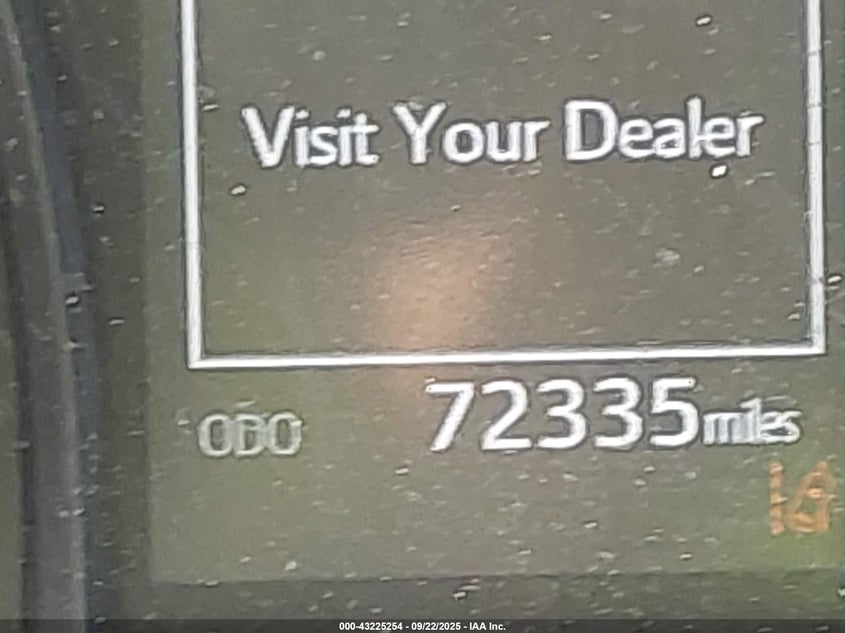 Visit Your Dealer
ODO 72335 miles
000-43225254 - 09/22/2025 - IAA Inc.